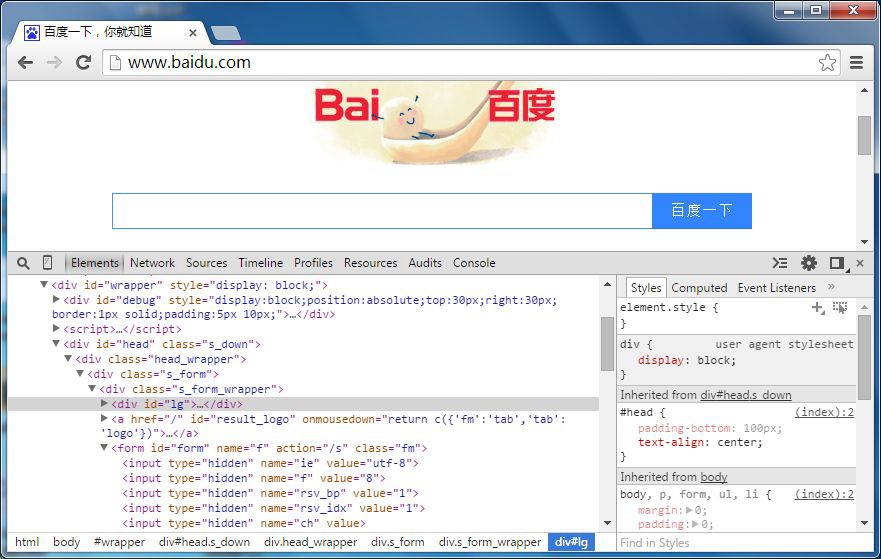 百度一下，你就知道
www.baidu.com
Bai 百度
百度一下
Elements Network Sources Timeline Profiles Resources Audits Console
<div id="wrapper" style="display: block;">
<div id="debug" style="display:block;position:absolute;top:30px;right:30px;
border:1px solid;padding:5px 10px;">…</div>
<script>…</script>
<div id="head" class="s_down">
<div class="head_wrapper">
<div class="s_form">
<div class="s_form_wrapper">
<div id="lg">…</div>
<a href="/" id="result_logo" onmousedown="return c({'fm':'tab','tab':
'logo'})">…</a>
<form id="form" name="f" action="/s" class="fm">
<input type="hidden" name="ie" value="utf-8">
<input type="hidden" name="f" value="8">
<input type="hidden" name="rsv_bp" value="1">
<input type="hidden" name="rsv_idx" value="1">
<input type="hidden" name="ch" value>
html body #wrapper div#head.s_down div.head_wrapper div.s_form div.s_form_wrapper div#lg
Styles Computed Event Listeners »
element.style {
}
div { user agent stylesheet
display: block;
}
Inherited from div#head.s_down
#head { (index):2
padding-bottom: 100px;
text-align: center;
}
Inherited from body
body, p, form, ul, li { (index):2
margin: 0;
padding: 0;
Find in Styles